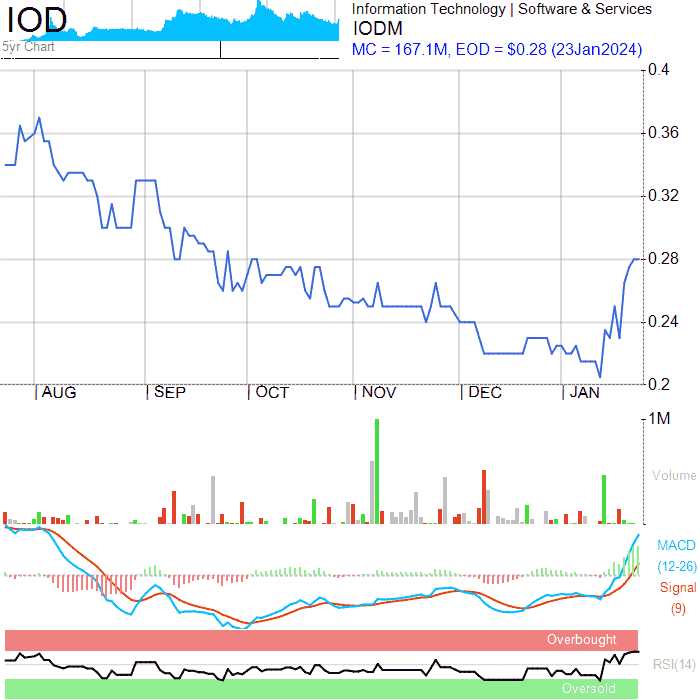 IOD
5yr Chart
Information Technology | Software & Services
IODM
MC = 167.1M, EOD = $0.28 (23Jan2024)
0.4
0.36
0.32
0.28
0.24
0.2
AUG SEP OCT NOV DEC JAN
1M
Volume
MACD
(12-26)
Signal
(9)
Overbought
RSI(14)
Oversold